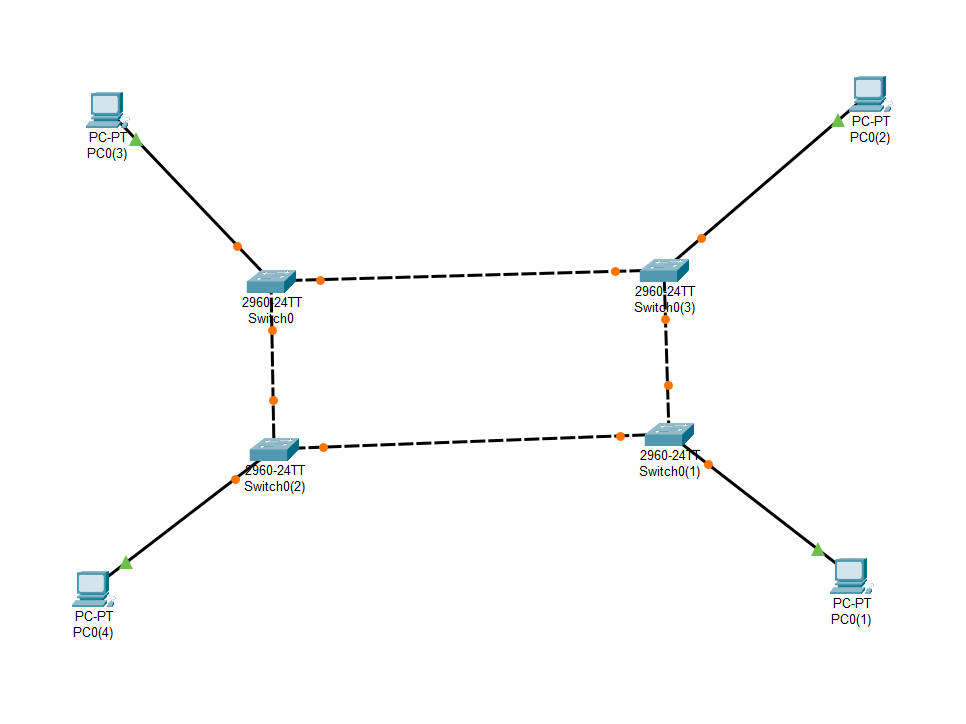 PC-PT
PC0(3)
PC-PT
PC0(2)
2960-24TT
Switch0
2960-24TT
Switch0(3)
2960-24TT
Switch0(2)
2960-24TT
Switch0(1)
PC-PT
PC0(4)
PC-PT
PC0(1)